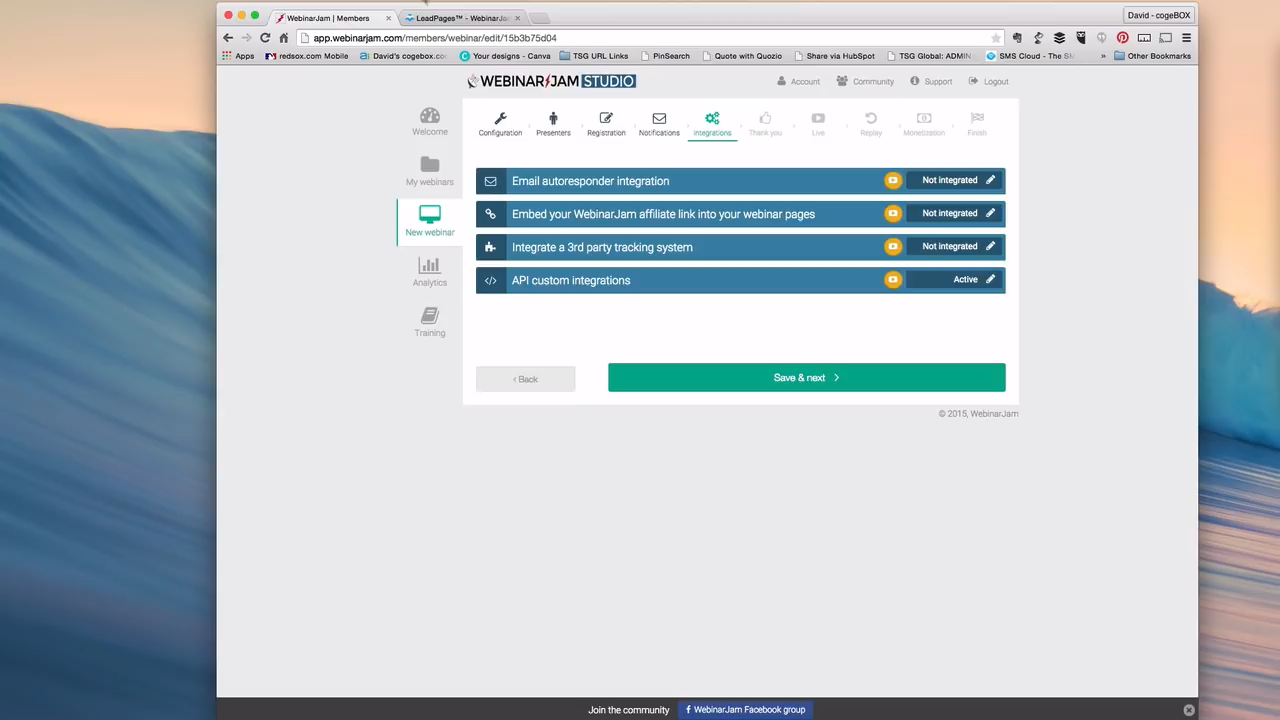 WebinarJam | Members
LeadPages™ - WebinarJa
David - cogeBOX
app.webinarjam.com/members/webinar/edit/15b3b75d04
Apps
redsox.com Mobile
David's cogebox.co
Your designs - Canva
TSG URL Links
PinSearch
Quote with Quozio
Share via HubSpot
TSG Global: ADMIN
SMS Cloud - The SM
»
Other Bookmarks
WEBINARJAM STUDIO
Account
Community
Support
Logout
Welcome
My webinars
New webinar
Analytics
Training
Configuration
Presenters
Registration
Notifications
Integrations
Thank you
Live
Replay
Monetization
Finish
Email autoresponder integration
Not integrated
Embed your WebinarJam affiliate link into your webinar pages
Not integrated
Integrate a 3rd party tracking system
Not integrated
API custom integrations
Active
‹ Back
Save & next
© 2015, WebinarJam
Join the community
WebinarJam Facebook group